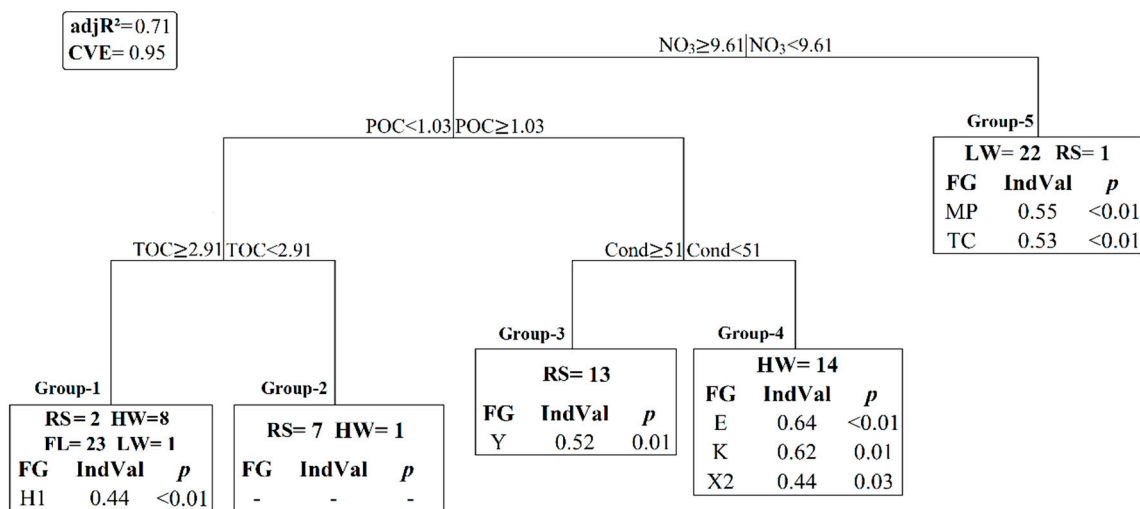 adjR²=0.71
CVE= 0.95
NO₃≥9.61 NO₃<9.61
POC<1.03 POC≥1.03
TOC≥2.91 TOC<2.91
Cond≥51 Cond<51
Group-1
RS= 2 HW=8
FL= 23 LW= 1
FG IndVal p
H1 0.44 <0.01
Group-2
RS= 7 HW= 1
FG IndVal p
- - -
Group-3
RS= 13
FG IndVal p
Y 0.52 0.01
Group-4
HW= 14
FG IndVal p
E 0.64 <0.01
K 0.62 0.01
X2 0.44 0.03
Group-5
LW= 22 RS= 1
FG IndVal p
MP 0.55 <0.01
TC 0.53 <0.01